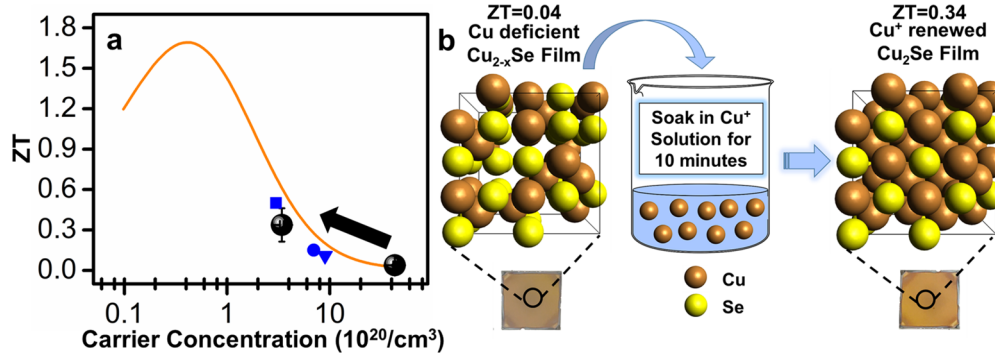 a
ZT
1.8
1.5
1.2
0.9
0.6
0.3
0.0
0.1
1
10
Carrier Concentration (10²⁰/cm³)
b
ZT=0.04
Cu deficient
Cu₂₋ₓSe Film
Soak in Cu⁺
Solution for
10 minutes
Cu
Se
ZT=0.34
Cu⁺ renewed
Cu₂Se Film